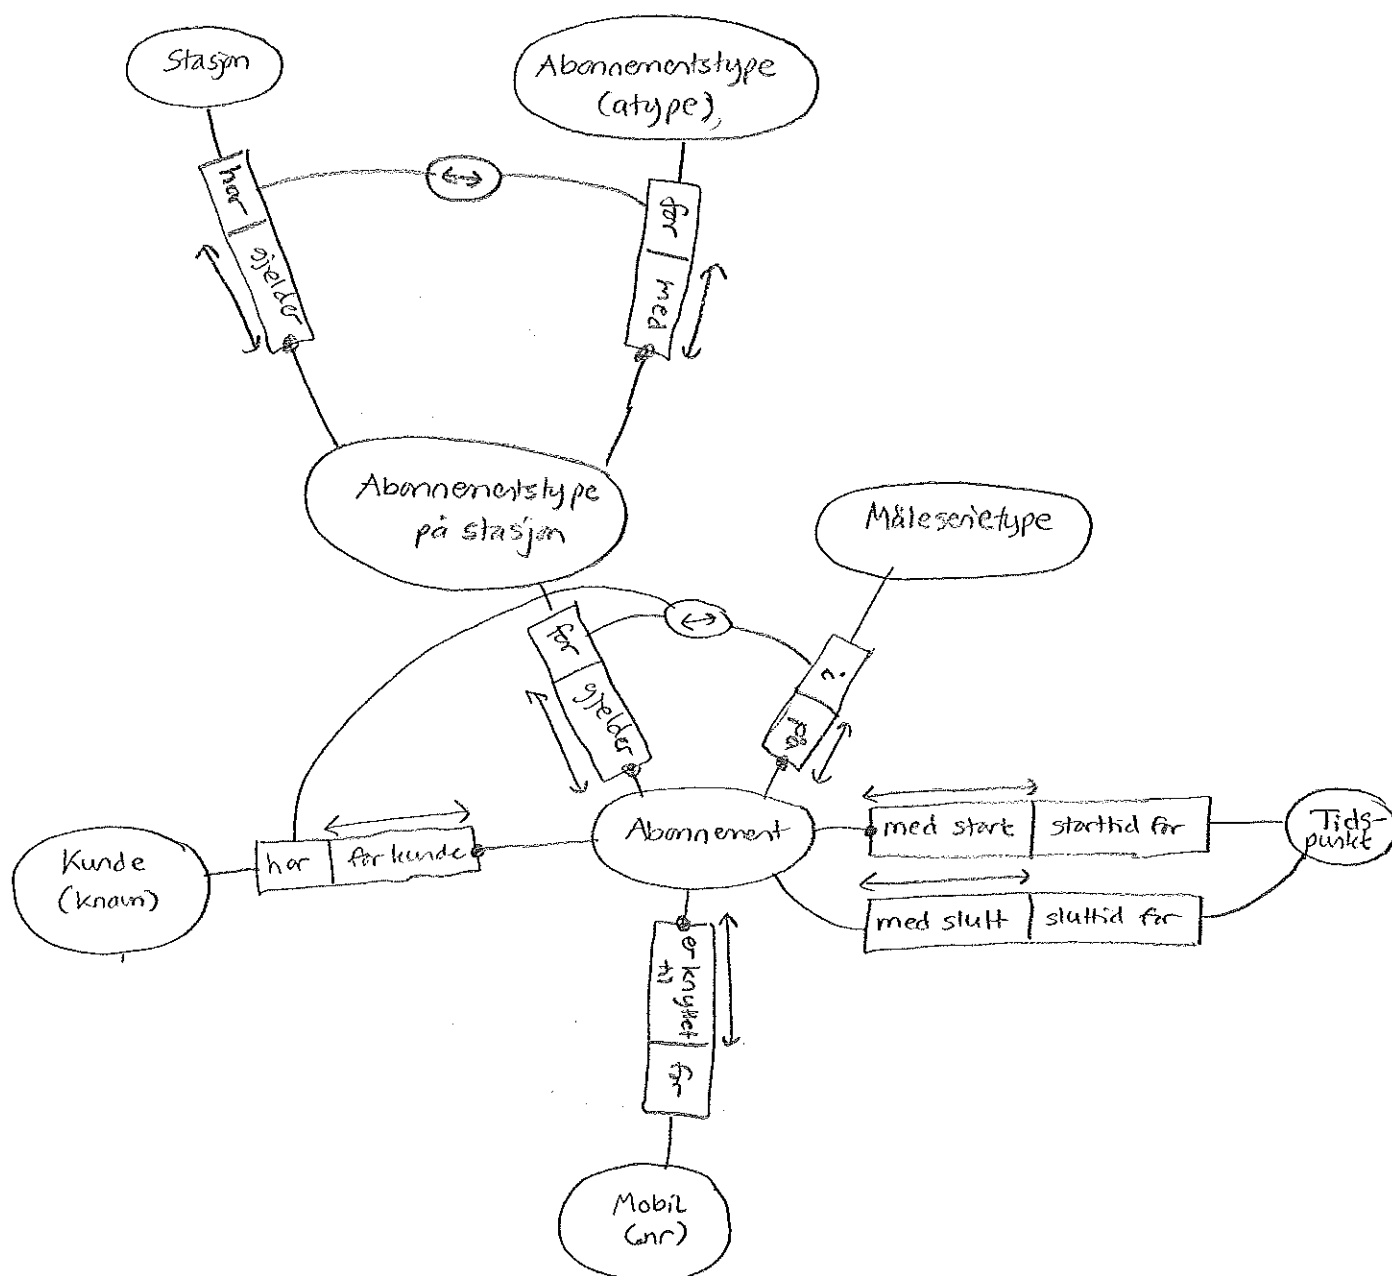 Stasjon
Abonnementstype
(atype)
har
gjelder
for
med
Abonnementstype
på stasjon
Måleserietype
for
gjelder
i
på
Kunde
(knavn)
har
for kunde
Abonnement
med start
starttid for
Tids-
punkt
med slutt
sluttid for
er knyttet
til
for
Mobil
(mnr)